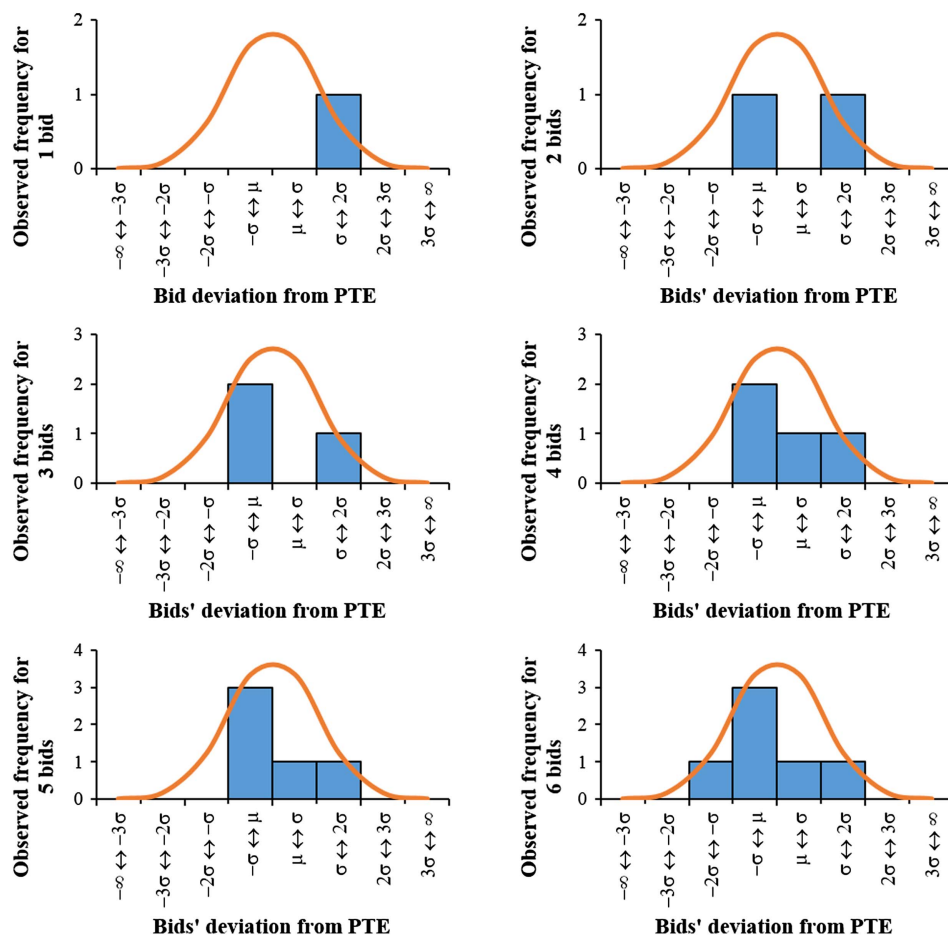 Observed frequency for
1 bid
2
1
0
−∞ ↔ −3σ
−3σ ↔ −2σ
−2σ ↔ −σ
−σ ↔ μ
μ ↔ σ
σ ↔ 2σ
2σ ↔ 3σ
3σ ↔ ∞
Bid deviation from PTE
Observed frequency for
2 bids
2
1
0
−∞ ↔ −3σ
−3σ ↔ −2σ
−2σ ↔ −σ
−σ ↔ μ
μ ↔ σ
σ ↔ 2σ
2σ ↔ 3σ
3σ ↔ ∞
Bids' deviation from PTE
Observed frequency for
3 bids
3
2
1
0
−∞ ↔ −3σ
−3σ ↔ −2σ
−2σ ↔ −σ
−σ ↔ μ
μ ↔ σ
σ ↔ 2σ
2σ ↔ 3σ
3σ ↔ ∞
Bids' deviation from PTE
Observed frequency for
4 bids
3
2
1
0
−∞ ↔ −3σ
−3σ ↔ −2σ
−2σ ↔ −σ
−σ ↔ μ
μ ↔ σ
σ ↔ 2σ
2σ ↔ 3σ
3σ ↔ ∞
Bids' deviation from PTE
Observed frequency for
5 bids
4
3
2
1
0
−∞ ↔ −3σ
−3σ ↔ −2σ
−2σ ↔ −σ
−σ ↔ μ
μ ↔ σ
σ ↔ 2σ
2σ ↔ 3σ
3σ ↔ ∞
Bids' deviation from PTE
Observed frequency for
6 bids
4
3
2
1
0
−∞ ↔ −3σ
−3σ ↔ −2σ
−2σ ↔ −σ
−σ ↔ μ
μ ↔ σ
σ ↔ 2σ
2σ ↔ 3σ
3σ ↔ ∞
Bids' deviation from PTE